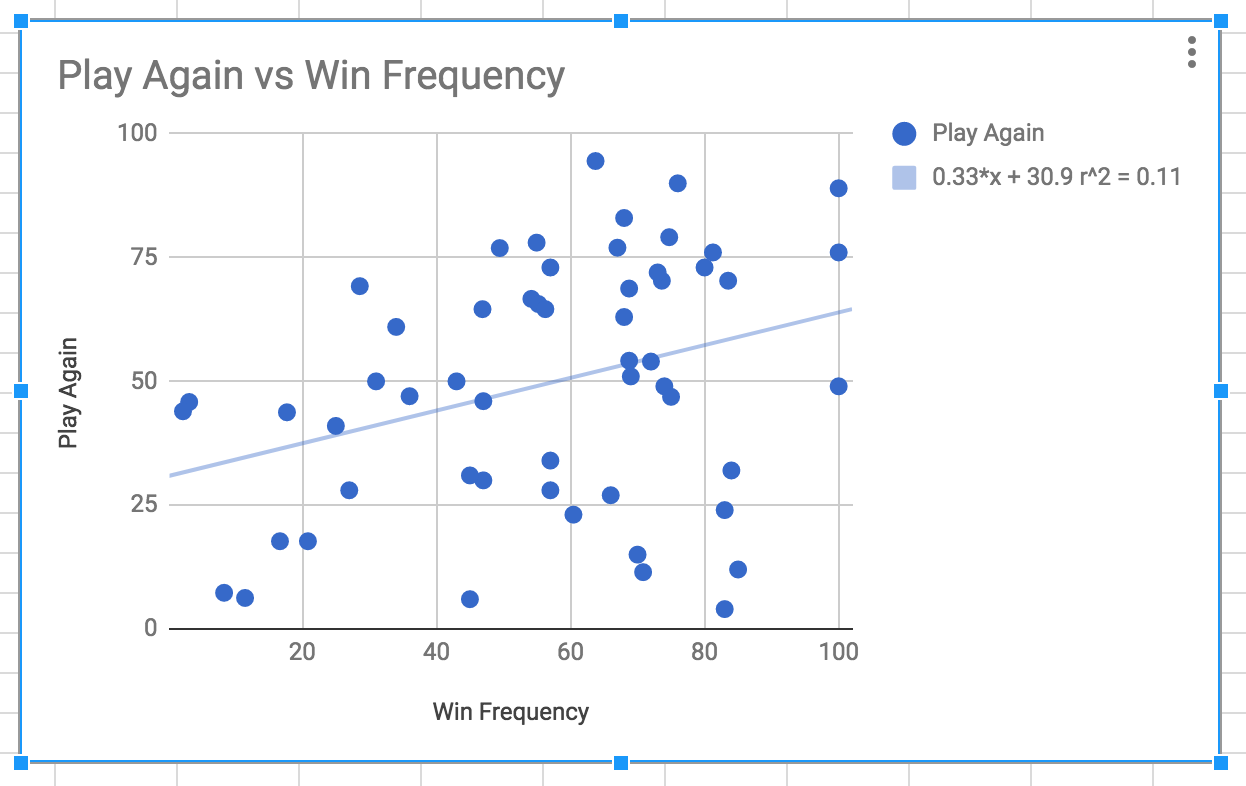 Play Again vs Win Frequency
Play Again
0.33*x + 30.9 r^2 = 0.11
100
75
50
25
0
Play Again
20 40 60 80 100
Win Frequency